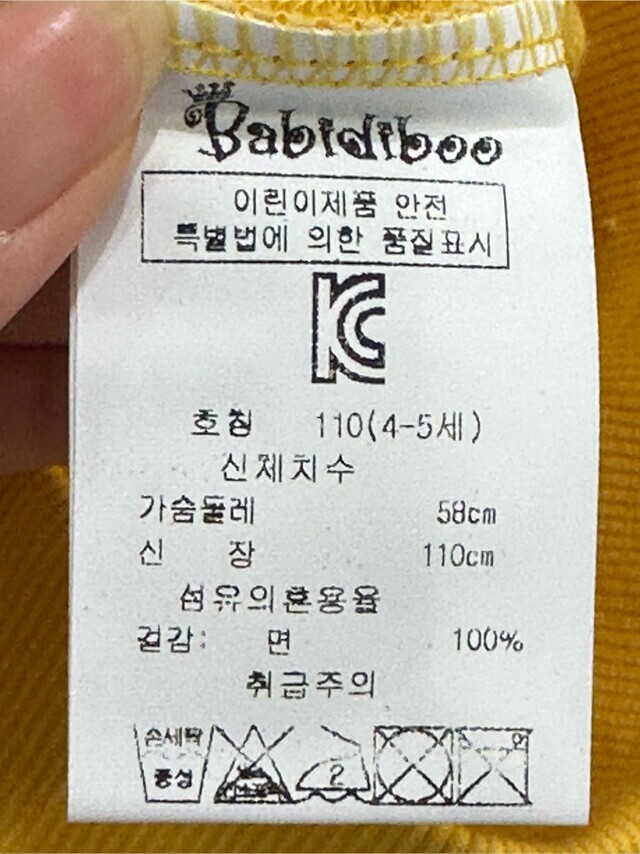 Babidiboo
이린이제품 안전
특별법에 의한 품질표시
KC
호칭 110(4-5세)
신체치수
가슴둘레 58cm
신 장 110cm
섬유의혼용율
겉감: 면 100%
취급주의
손세탁
중성
2